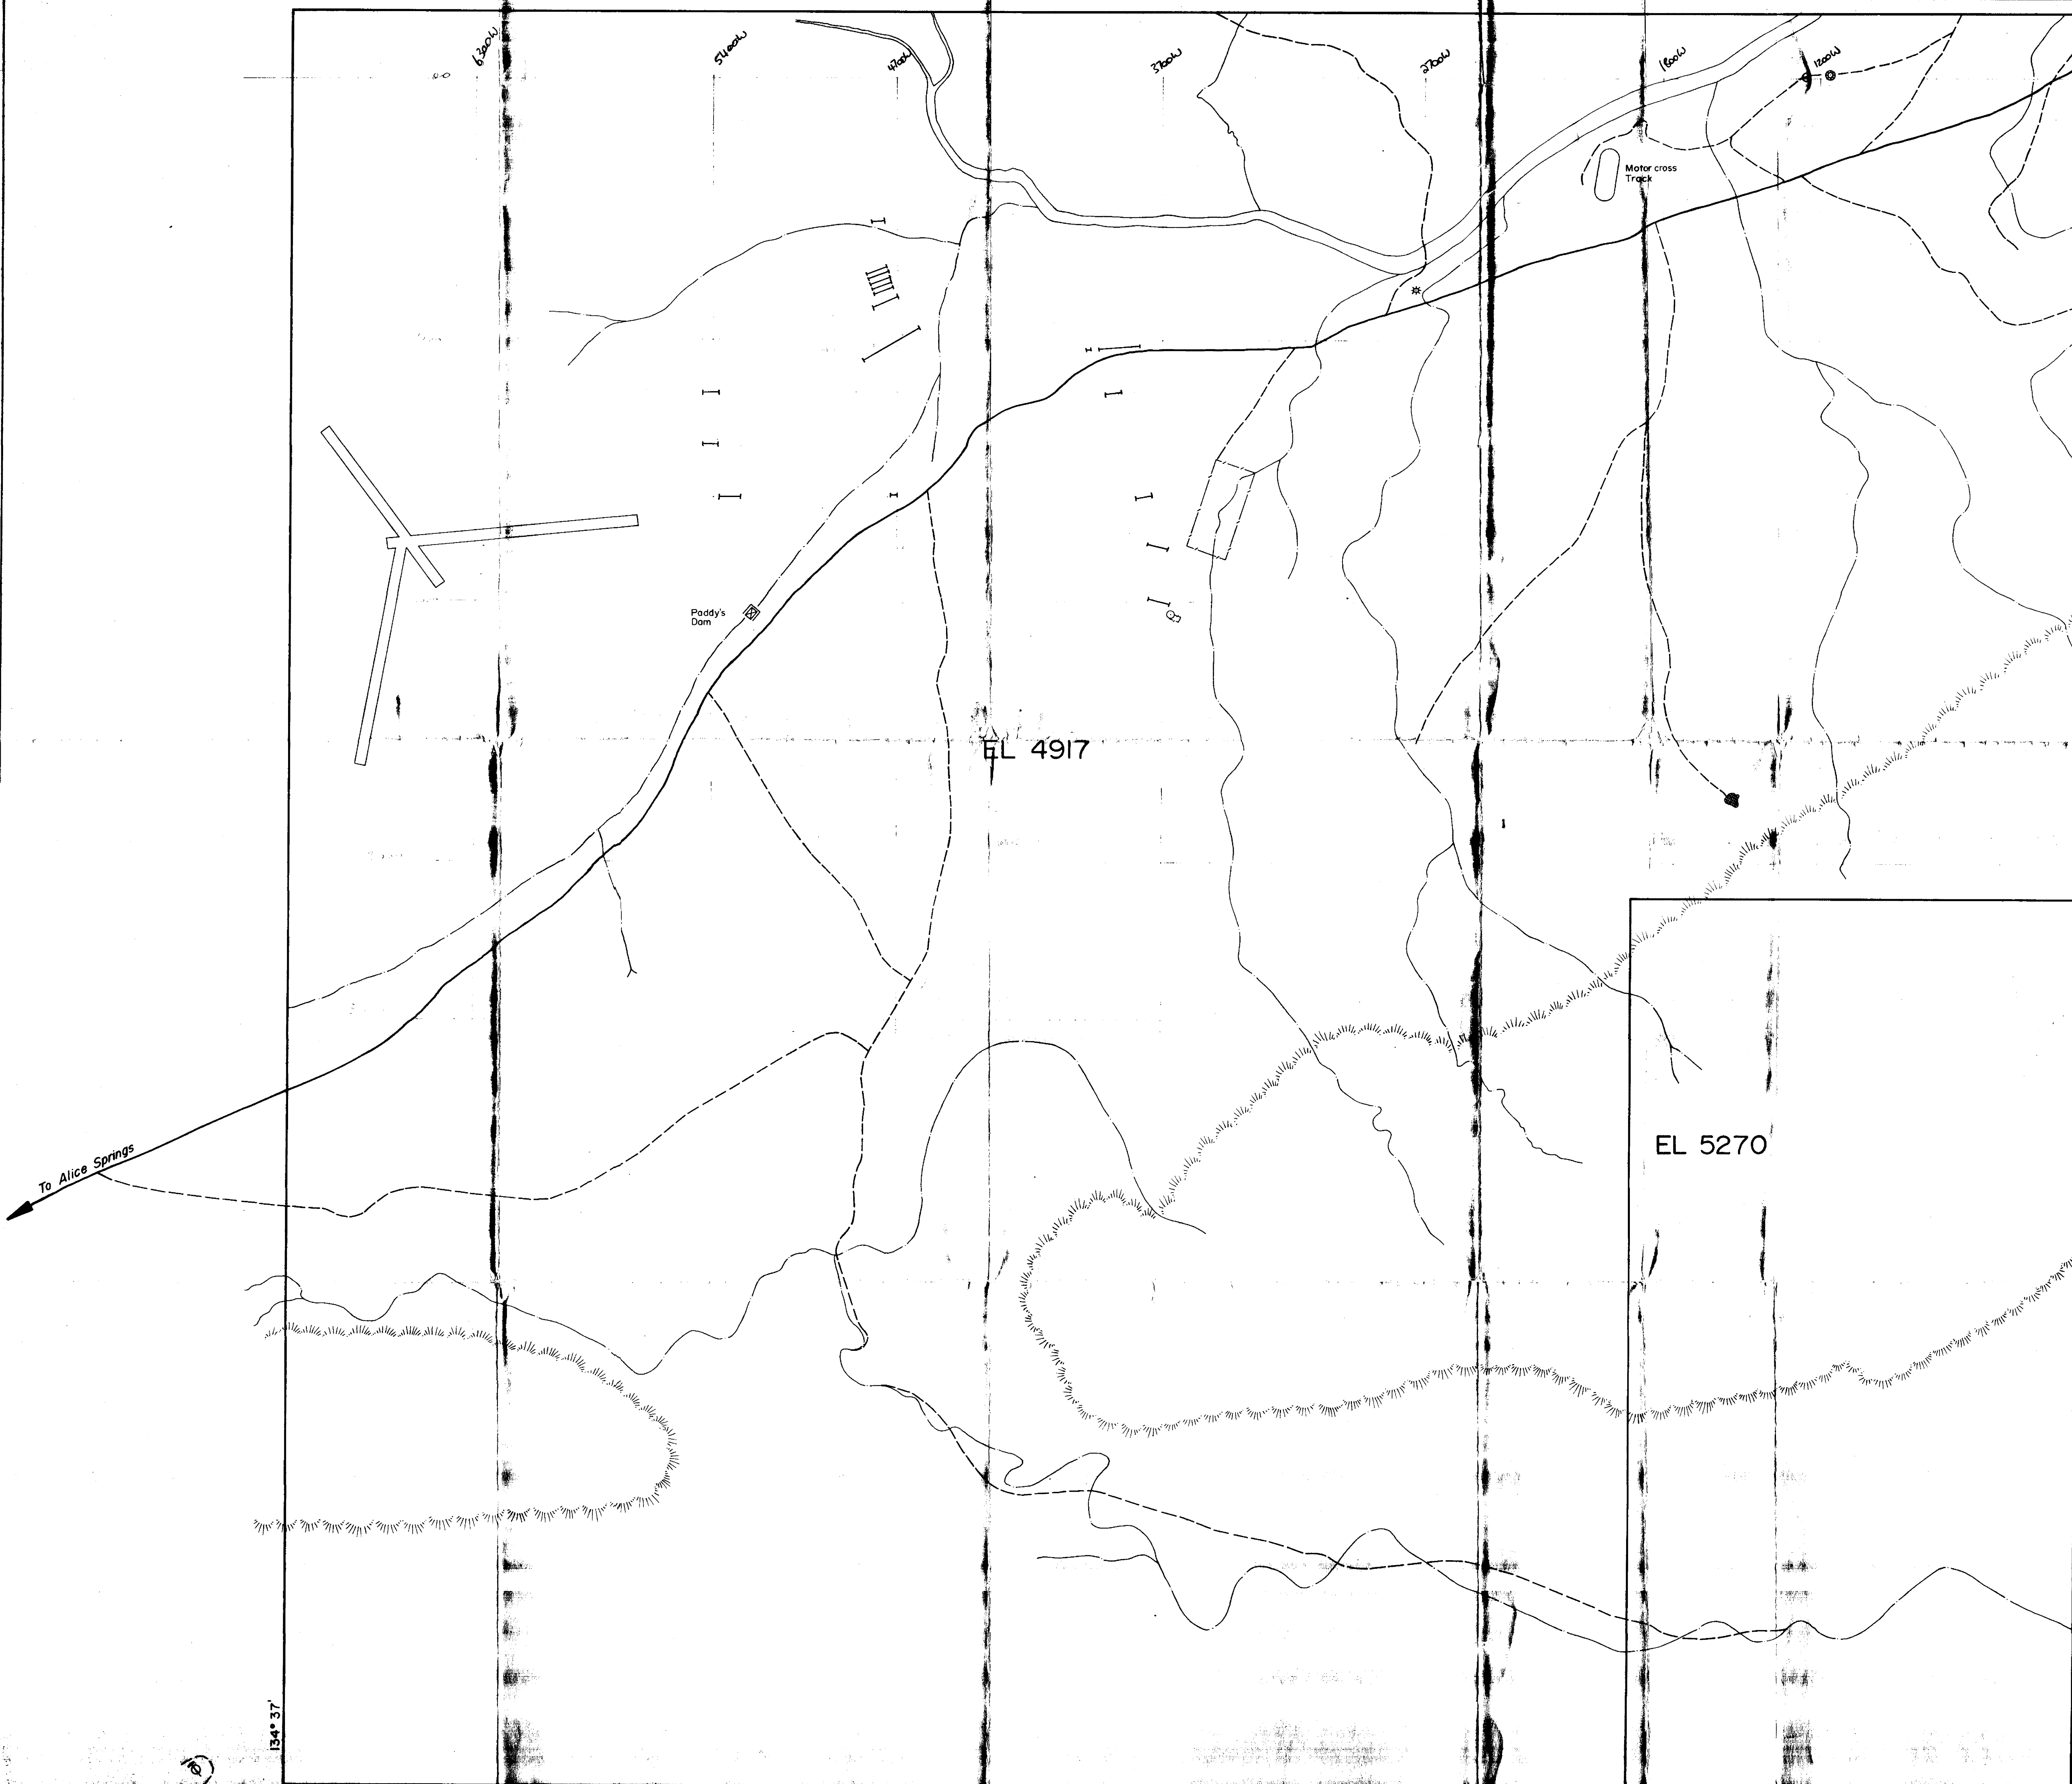 6300W
5400W
4700W
3700W
2700W
1800W
1200W
Motor cross
Track
Paddy's
Dam
EL 4917
To Alice Springs
EL 5270
134° 37'